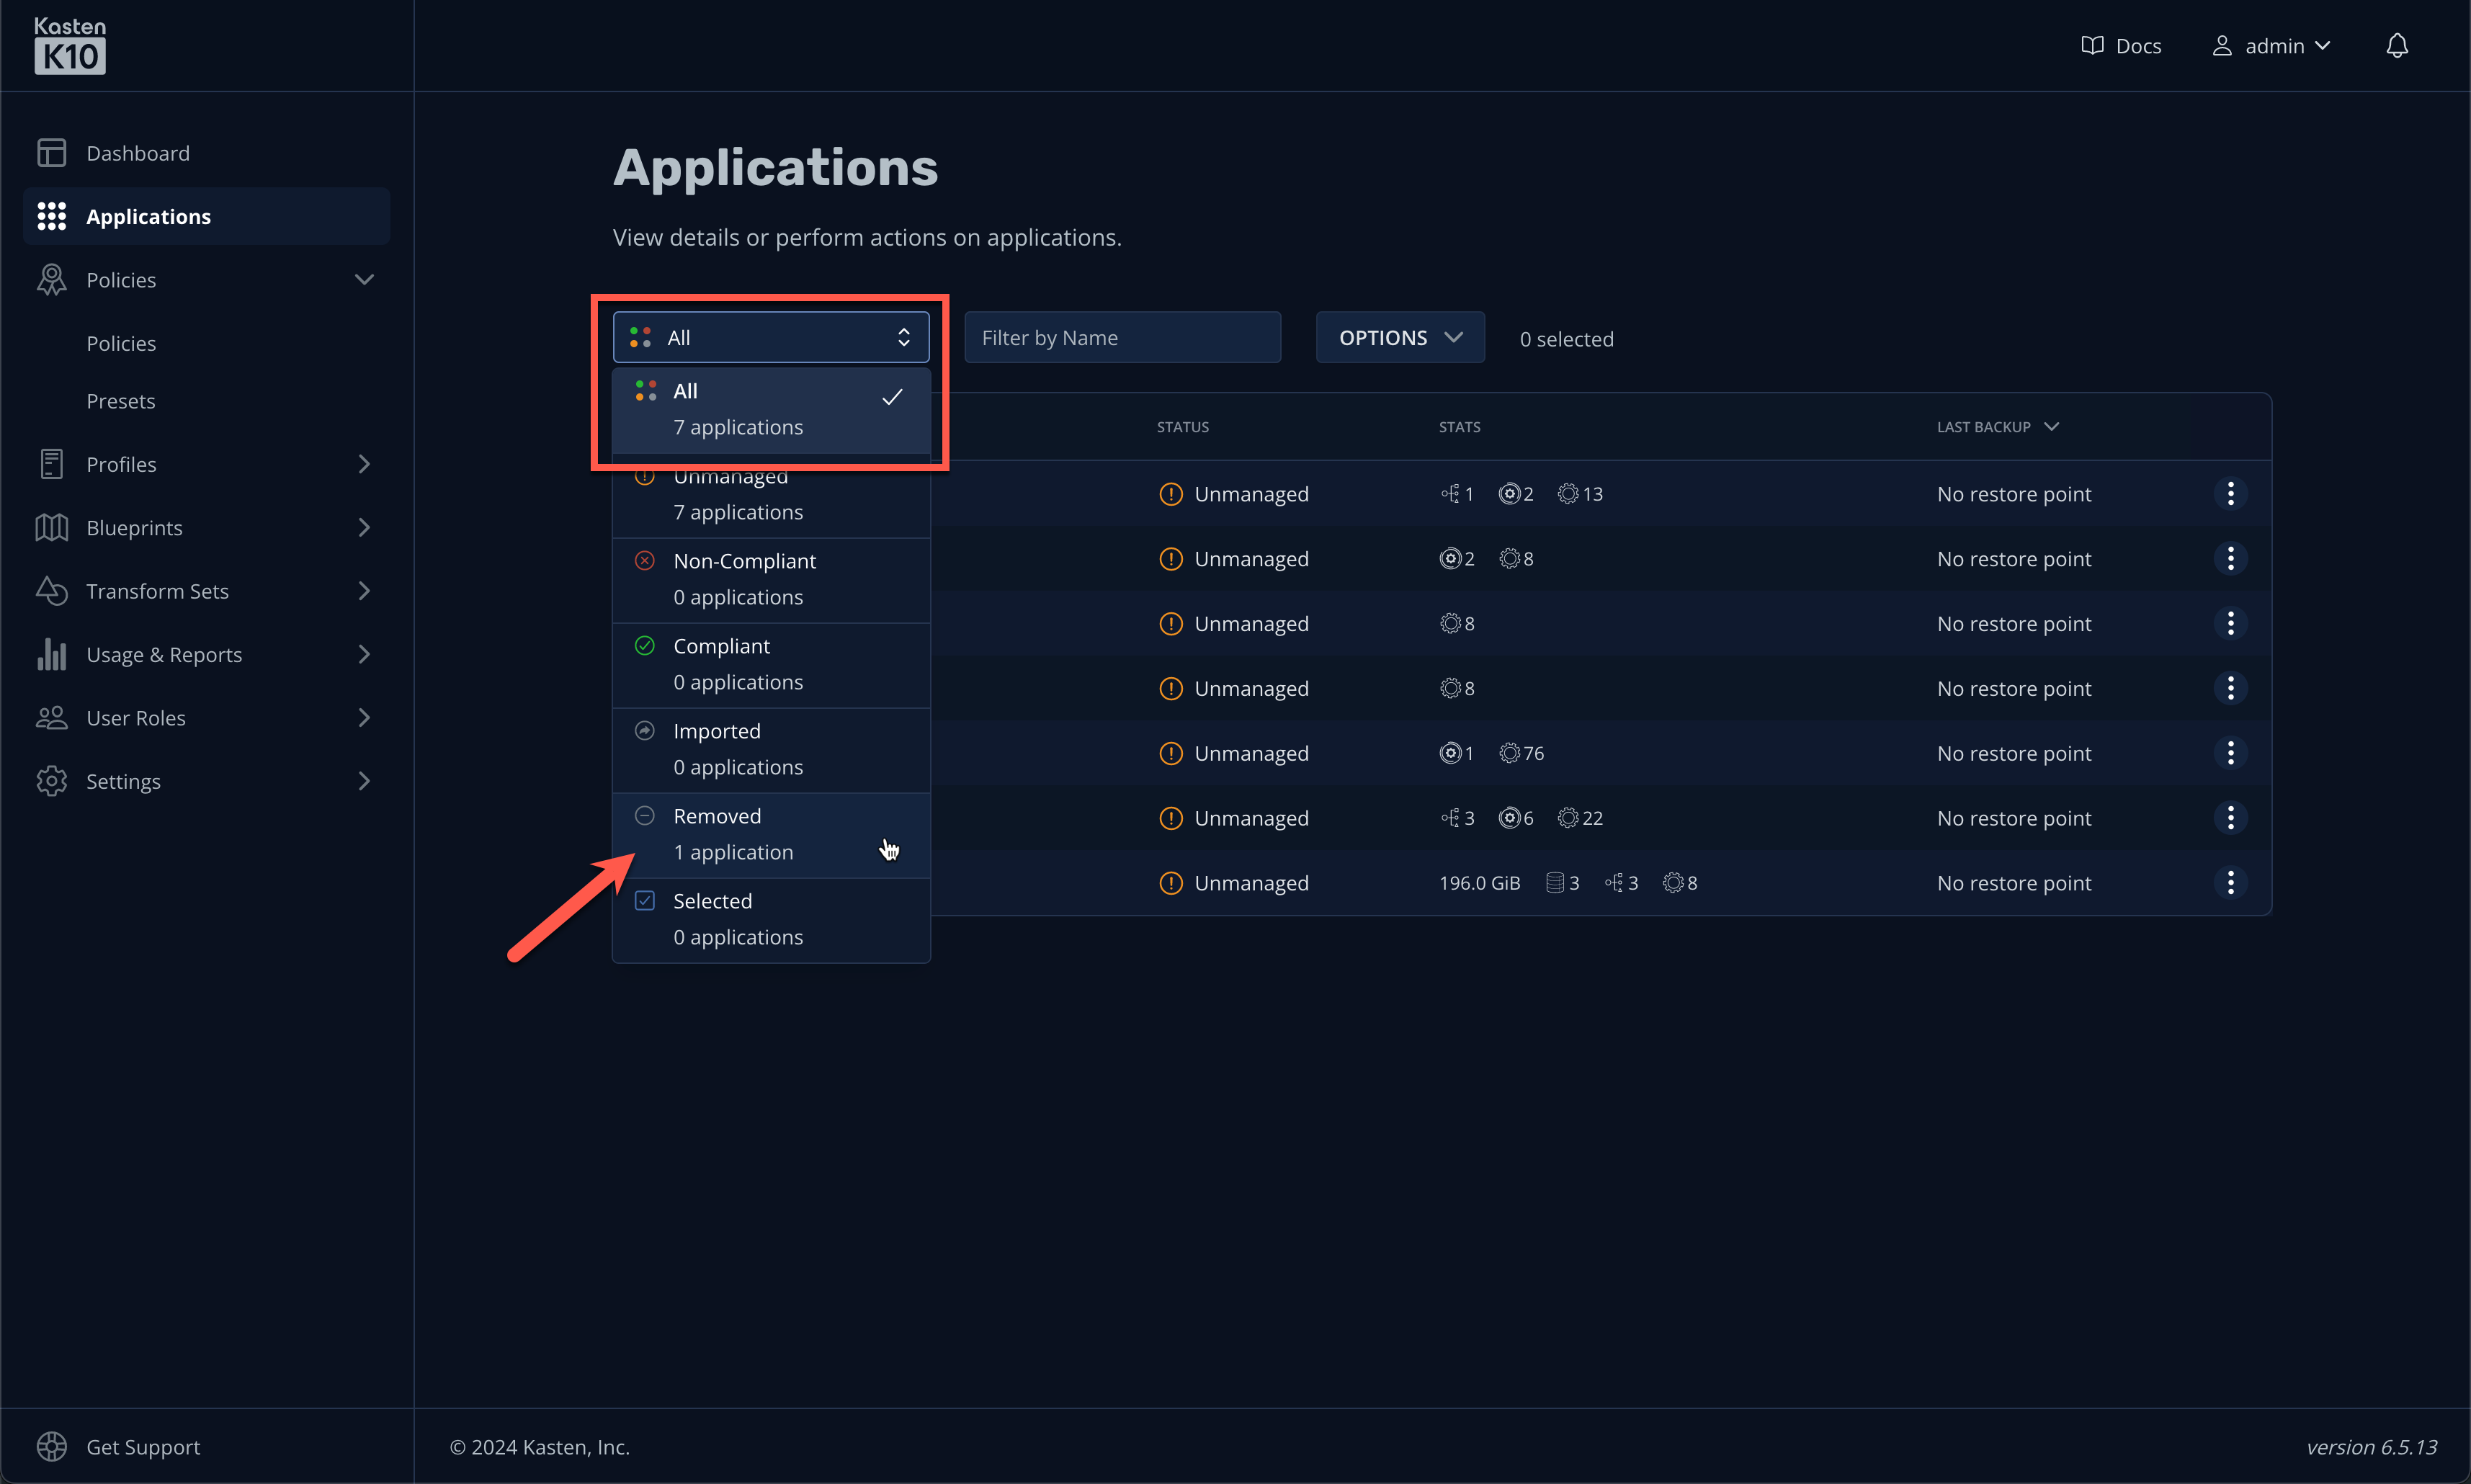 Kasten
K10
Docs
admin
Dashboard
Applications
Policies
Policies
Presets
Profiles
Blueprints
Transform Sets
Usage & Reports
User Roles
Settings
Get Support
Applications
View details or perform actions on applications.
All
Filter by Name
OPTIONS
0 selected
All
7 applications
Unmanaged
7 applications
Non-Compliant
0 applications
Compliant
0 applications
Imported
0 applications
Removed
1 application
Selected
0 applications
STATUS STATS LAST BACKUP
Unmanaged 1 2 13 No restore point
Unmanaged 2 8 No restore point
Unmanaged 8 No restore point
Unmanaged 8 No restore point
Unmanaged 1 76 No restore point
Unmanaged 3 6 22 No restore point
Unmanaged 196.0 GiB 3 3 8 No restore point
© 2024 Kasten, Inc.
version 6.5.13